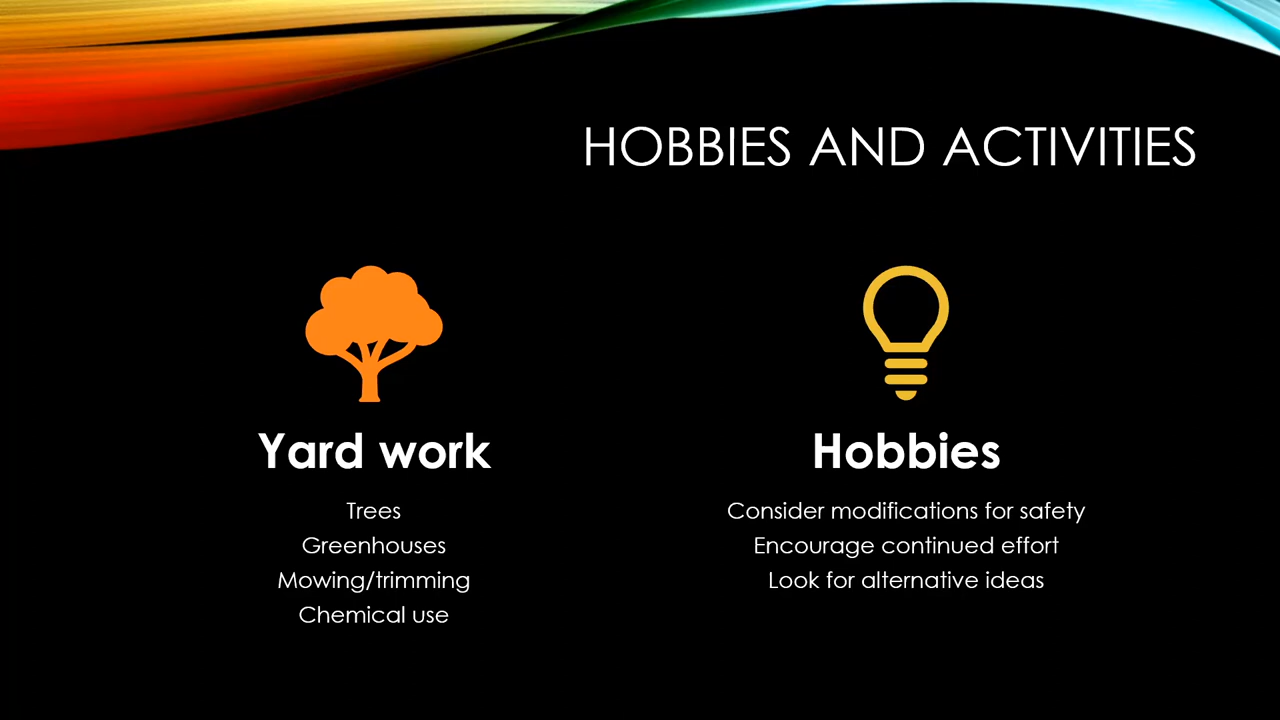 HOBBIES AND ACTIVITIES
Yard work
Trees
Greenhouses
Mowing/trimming
Chemical use
Hobbies
Consider modifications for safety
Encourage continued effort
Look for alternative ideas